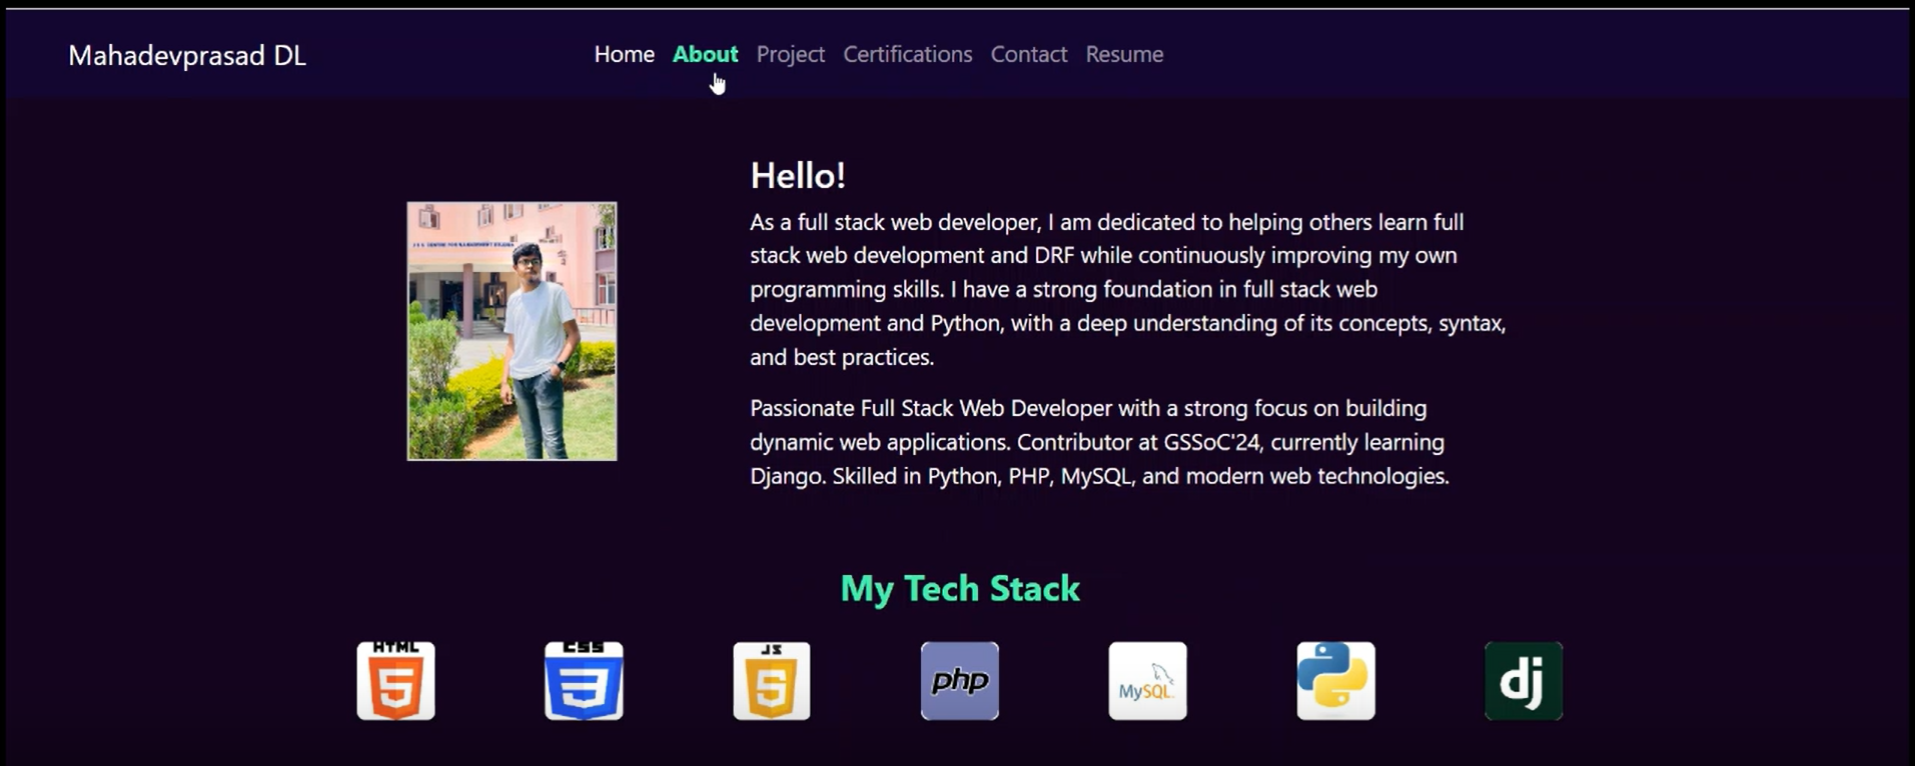 Mahadevprasad DL
Home About Project Certifications Contact Resume
Hello!
As a full stack web developer, I am dedicated to helping others learn full
stack web development and DRF while continuously improving my own
programming skills. I have a strong foundation in full stack web
development and Python, with a deep understanding of its concepts, syntax,
and best practices.
Passionate Full Stack Web Developer with a strong focus on building
dynamic web applications. Contributor at GSSoC'24, currently learning
Django. Skilled in Python, PHP, MySQL, and modern web technologies.
My Tech Stack
HTML
5
CSS
3
JS
5
php
MySQL
dj